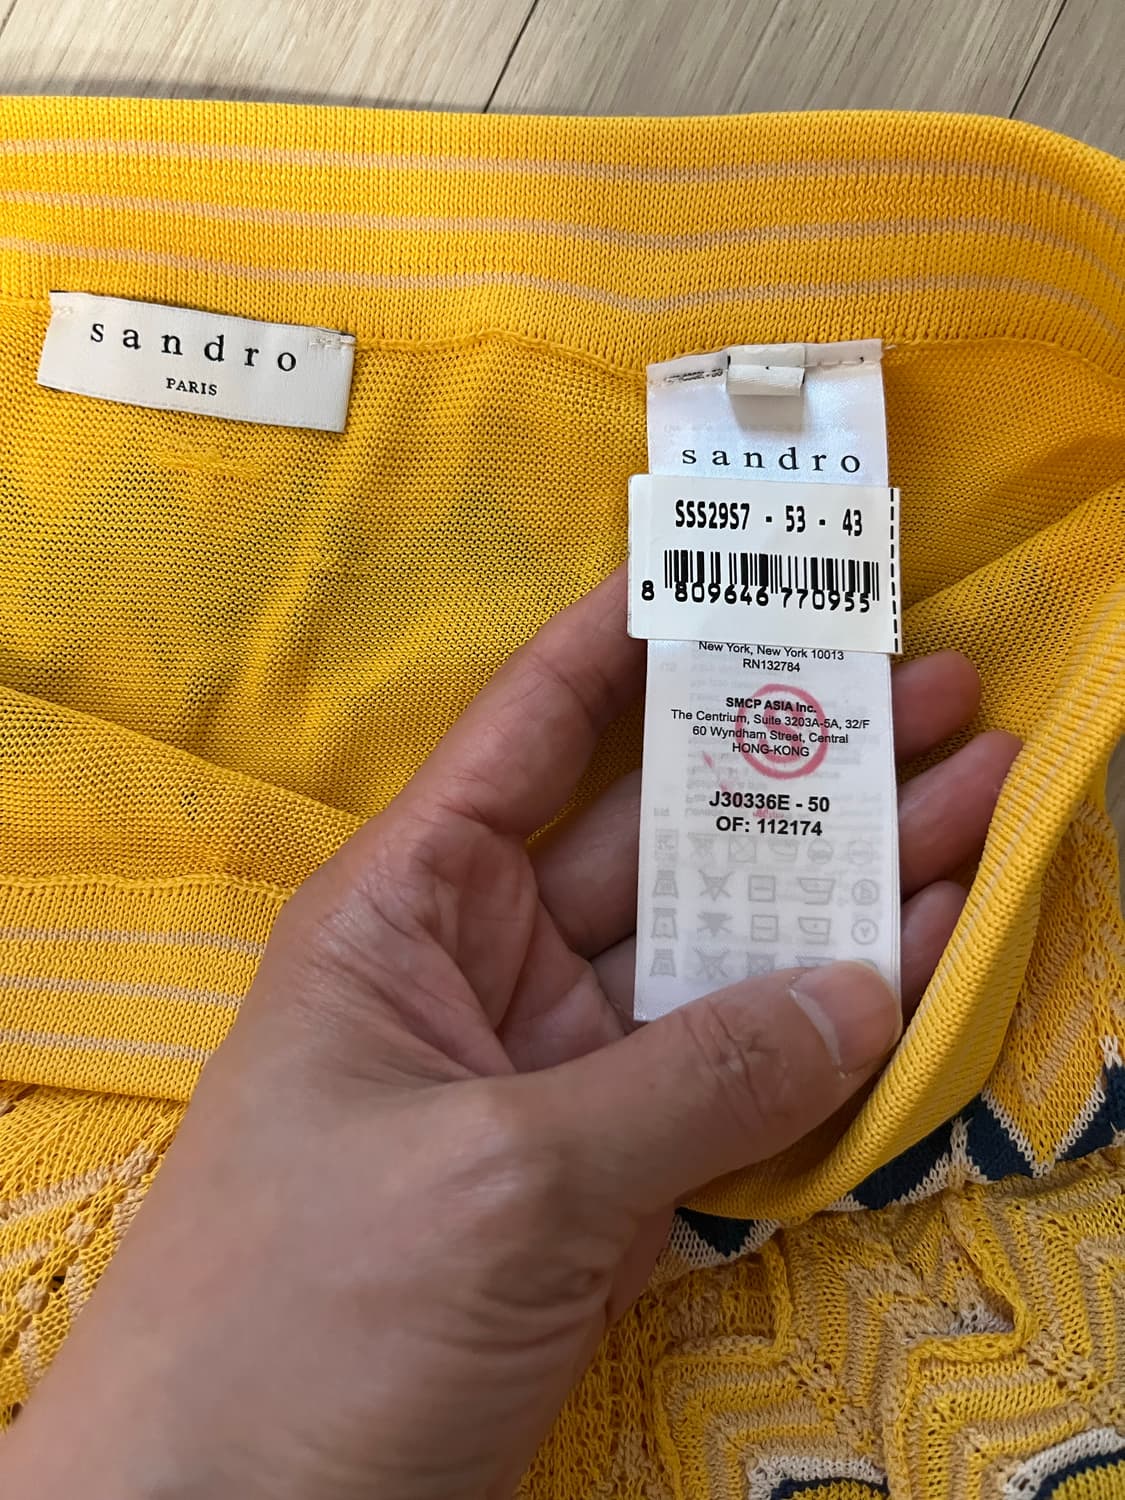 sandro
PARIS
sandro
SSS29S7 - 53 - 43
8 809646 770955
New York, New York 10013
RN132784
SMCP ASIA Inc.
The Centrium, Suite 3203A-5A, 32/F
60 Wyndham Street, Central
HONG-KONG
J30336E - 50
OF: 112174